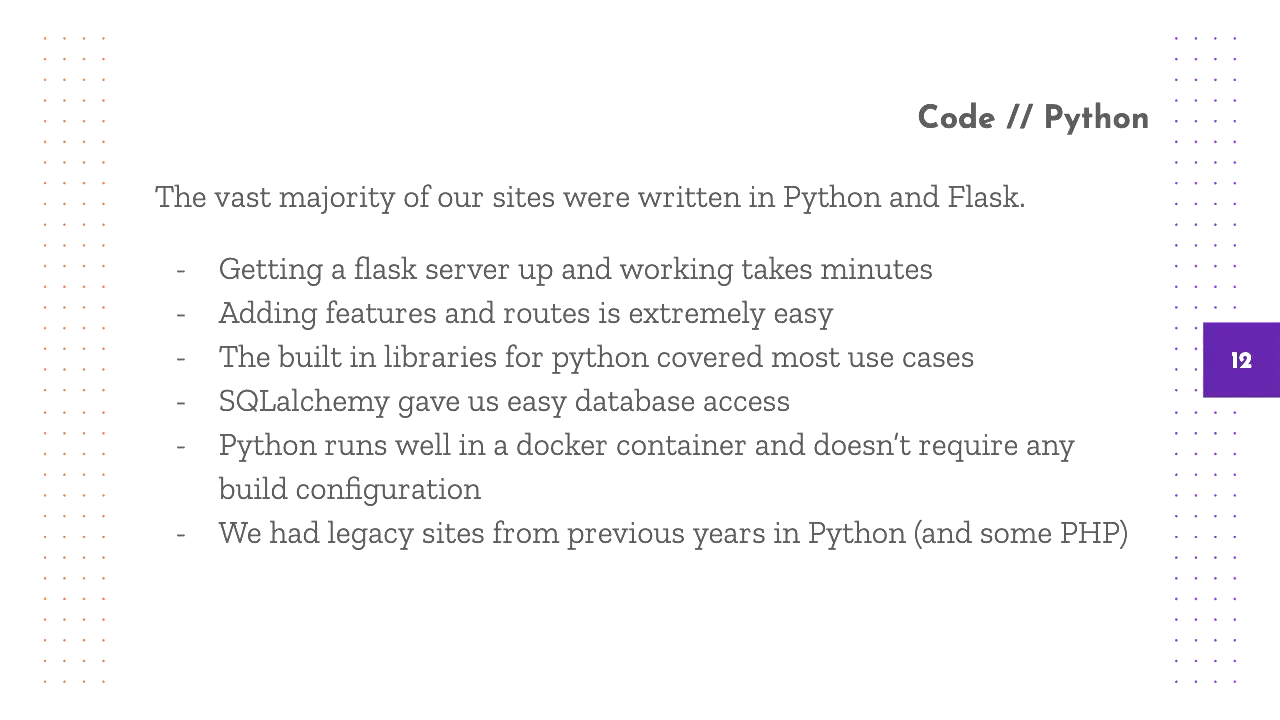 Code // Python
The vast majority of our sites were written in Python and Flask.
- Getting a flask server up and working takes minutes
- Adding features and routes is extremely easy
- The built in libraries for python covered most use cases
- SQLalchemy gave us easy database access
- Python runs well in a docker container and doesn’t require any
build configuration
- We had legacy sites from previous years in Python (and some PHP)
12